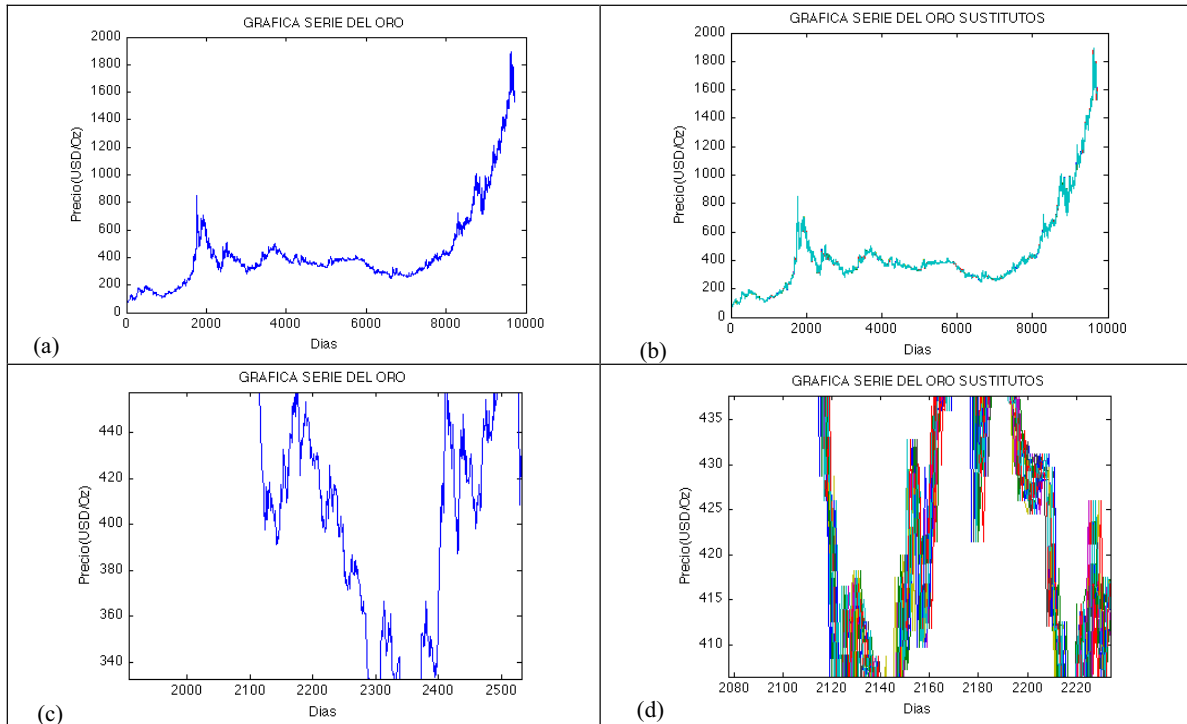 GRAFICA SERIE DEL ORO
2000
1800
1600
1400
1200
1000
800
600
400
200
0
Precio(USD/Oz)
0 2000 4000 6000 8000 10000
Dias
(a)
GRAFICA SERIE DEL ORO SUSTITUTOS
2000
1800
1600
1400
1200
1000
800
600
400
200
0
Precio(USD/Oz)
0 2000 4000 6000 8000 10000
Dias
(b)
GRAFICA SERIE DEL ORO
440
420
400
380
360
340
Precio(USD/Oz)
2000 2100 2200 2300 2400 2500
Dias
(c)
GRAFICA SERIE DEL ORO SUSTITUTOS
435
430
425
420
415
410
Precio(USD/Oz)
2080 2100 2120 2140 2160 2180 2200 2220
Dias
(d)